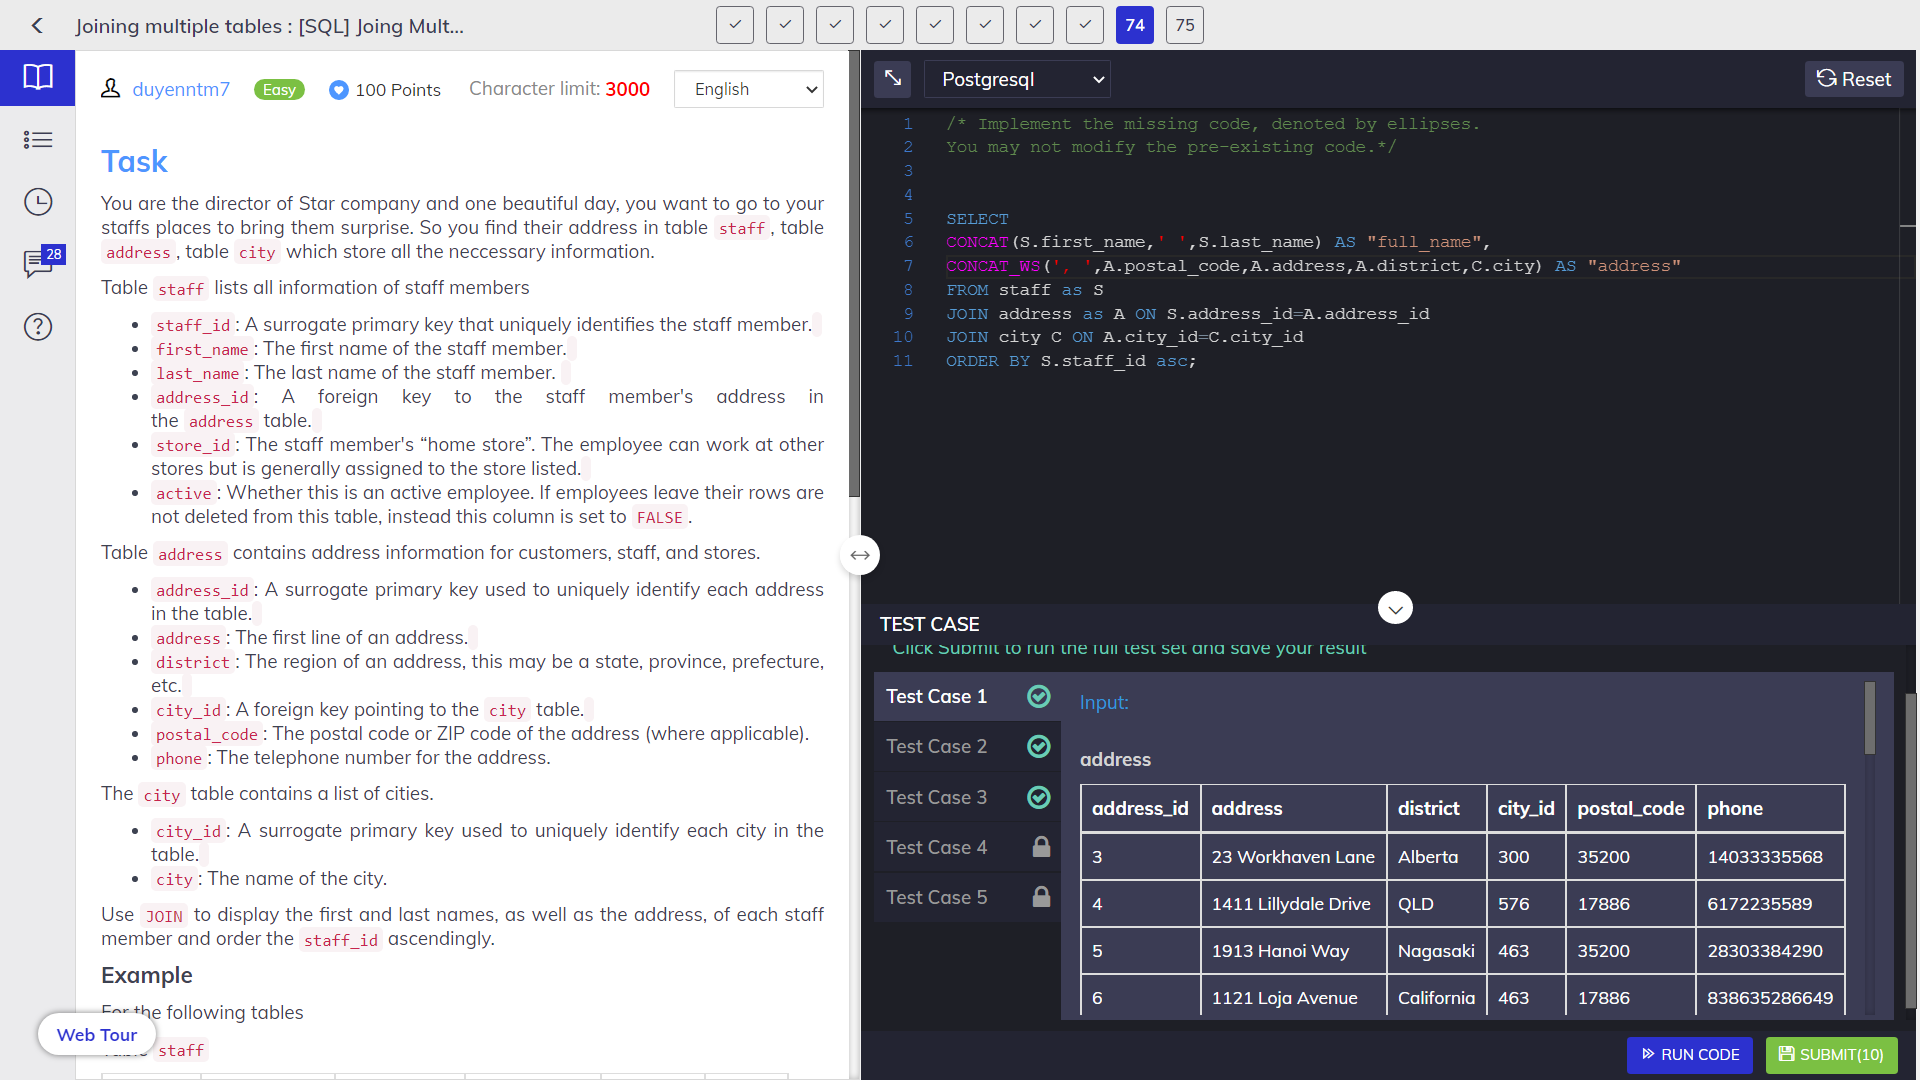 Joining multiple tables : [SQL] Joing Mult...
74
75
duyenntm7
Easy
100 Points
Character limit: 3000
English
Task
You are the director of Star company and one beautiful day, you want to go to your
staffs places to bring them surprise. So you find their address in table staff , table
address , table city which store all the neccessary information.
Table staff lists all information of staff members
staff_id : A surrogate primary key that uniquely identifies the staff member.
first_name : The first name of the staff member.
last_name : The last name of the staff member.
address_id : A foreign key to the staff member's address in
the address table.
store_id : The staff member's “home store”. The employee can work at other
stores but is generally assigned to the store listed.
active : Whether this is an active employee. If employees leave their rows are
not deleted from this table, instead this column is set to FALSE .
Table address contains address information for customers, staff, and stores.
address_id : A surrogate primary key used to uniquely identify each address
in the table.
address : The first line of an address.
district : The region of an address, this may be a state, province, prefecture,
etc.
city_id : A foreign key pointing to the city table.
postal_code : The postal code or ZIP code of the address (where applicable).
phone : The telephone number for the address.
The city table contains a list of cities.
city_id : A surrogate primary key used to uniquely identify each city in the
table.
city : The name of the city.
Use JOIN to display the first and last names, as well as the address, of each staff
member and order the staff_id ascendingly.
Example
For the following tables
Table staff
28
Web Tour
Postgresql
Reset
1 /* Implement the missing code, denoted by ellipses.
2 You may not modify the pre-existing code.*/
3
4
5 SELECT
6 CONCAT(S.first_name,' ',S.last_name) AS "full_name",
7 CONCAT_WS(', ',A.postal_code,A.address,A.district,C.city) AS "address"
8 FROM staff as S
9 JOIN address as A ON S.address_id=A.address_id
10 JOIN city C ON A.city_id=C.city_id
11 ORDER BY S.staff_id asc;
TEST CASE
Click Submit to run the full test set and save your result
Test Case 1
Test Case 2
Test Case 3
Test Case 4
Test Case 5
Input:
address
address_id address district city_id postal_code phone
3 23 Workhaven Lane Alberta 300 35200 14033335568
4 1411 Lillydale Drive QLD 576 17886 6172235589
5 1913 Hanoi Way Nagasaki 463 35200 28303384290
6 1121 Loja Avenue California 463 17886 838635286649
RUN CODE
SUBMIT(10)